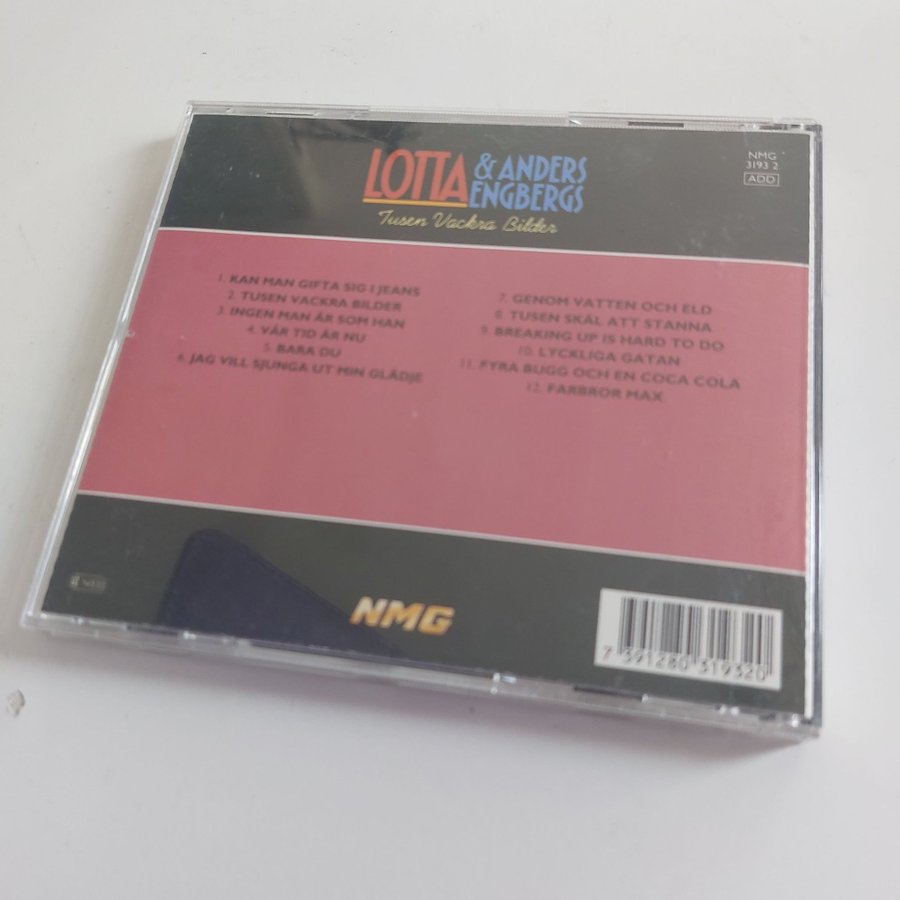 LOTTA & ANDERS ENGBERGS
Tusen Vackra Bilder
NMG
3193 2
ADD
1. KAN MAN GIFTA SIG I JEANS
2. TUSEN VACKRA BILDER
3. INGEN MAN ÄR SOM HAN
4. VÅR TID ÄR NU
5. BARA DU
6. JAG VILL SJUNGA UT MIN GLÄDJE
7. GENOM VATTEN OCH ELD
8. TUSEN SKÄL ATT STANNA
9. BREAKING UP IS HARD TO DO
10. LYCKLIGA GATAN
11. FYRA BUGG OCH EN COCA COLA
12. FARBROR MAX
NMG
7 391280 319320